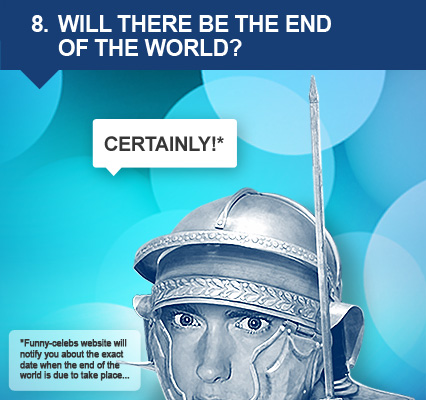 8. WILL THERE BE THE END
OF THE WORLD?
CERTAINLY!*
*Funny-celebs website will
notify you about the exact
date when the end of the
world is due to take place...